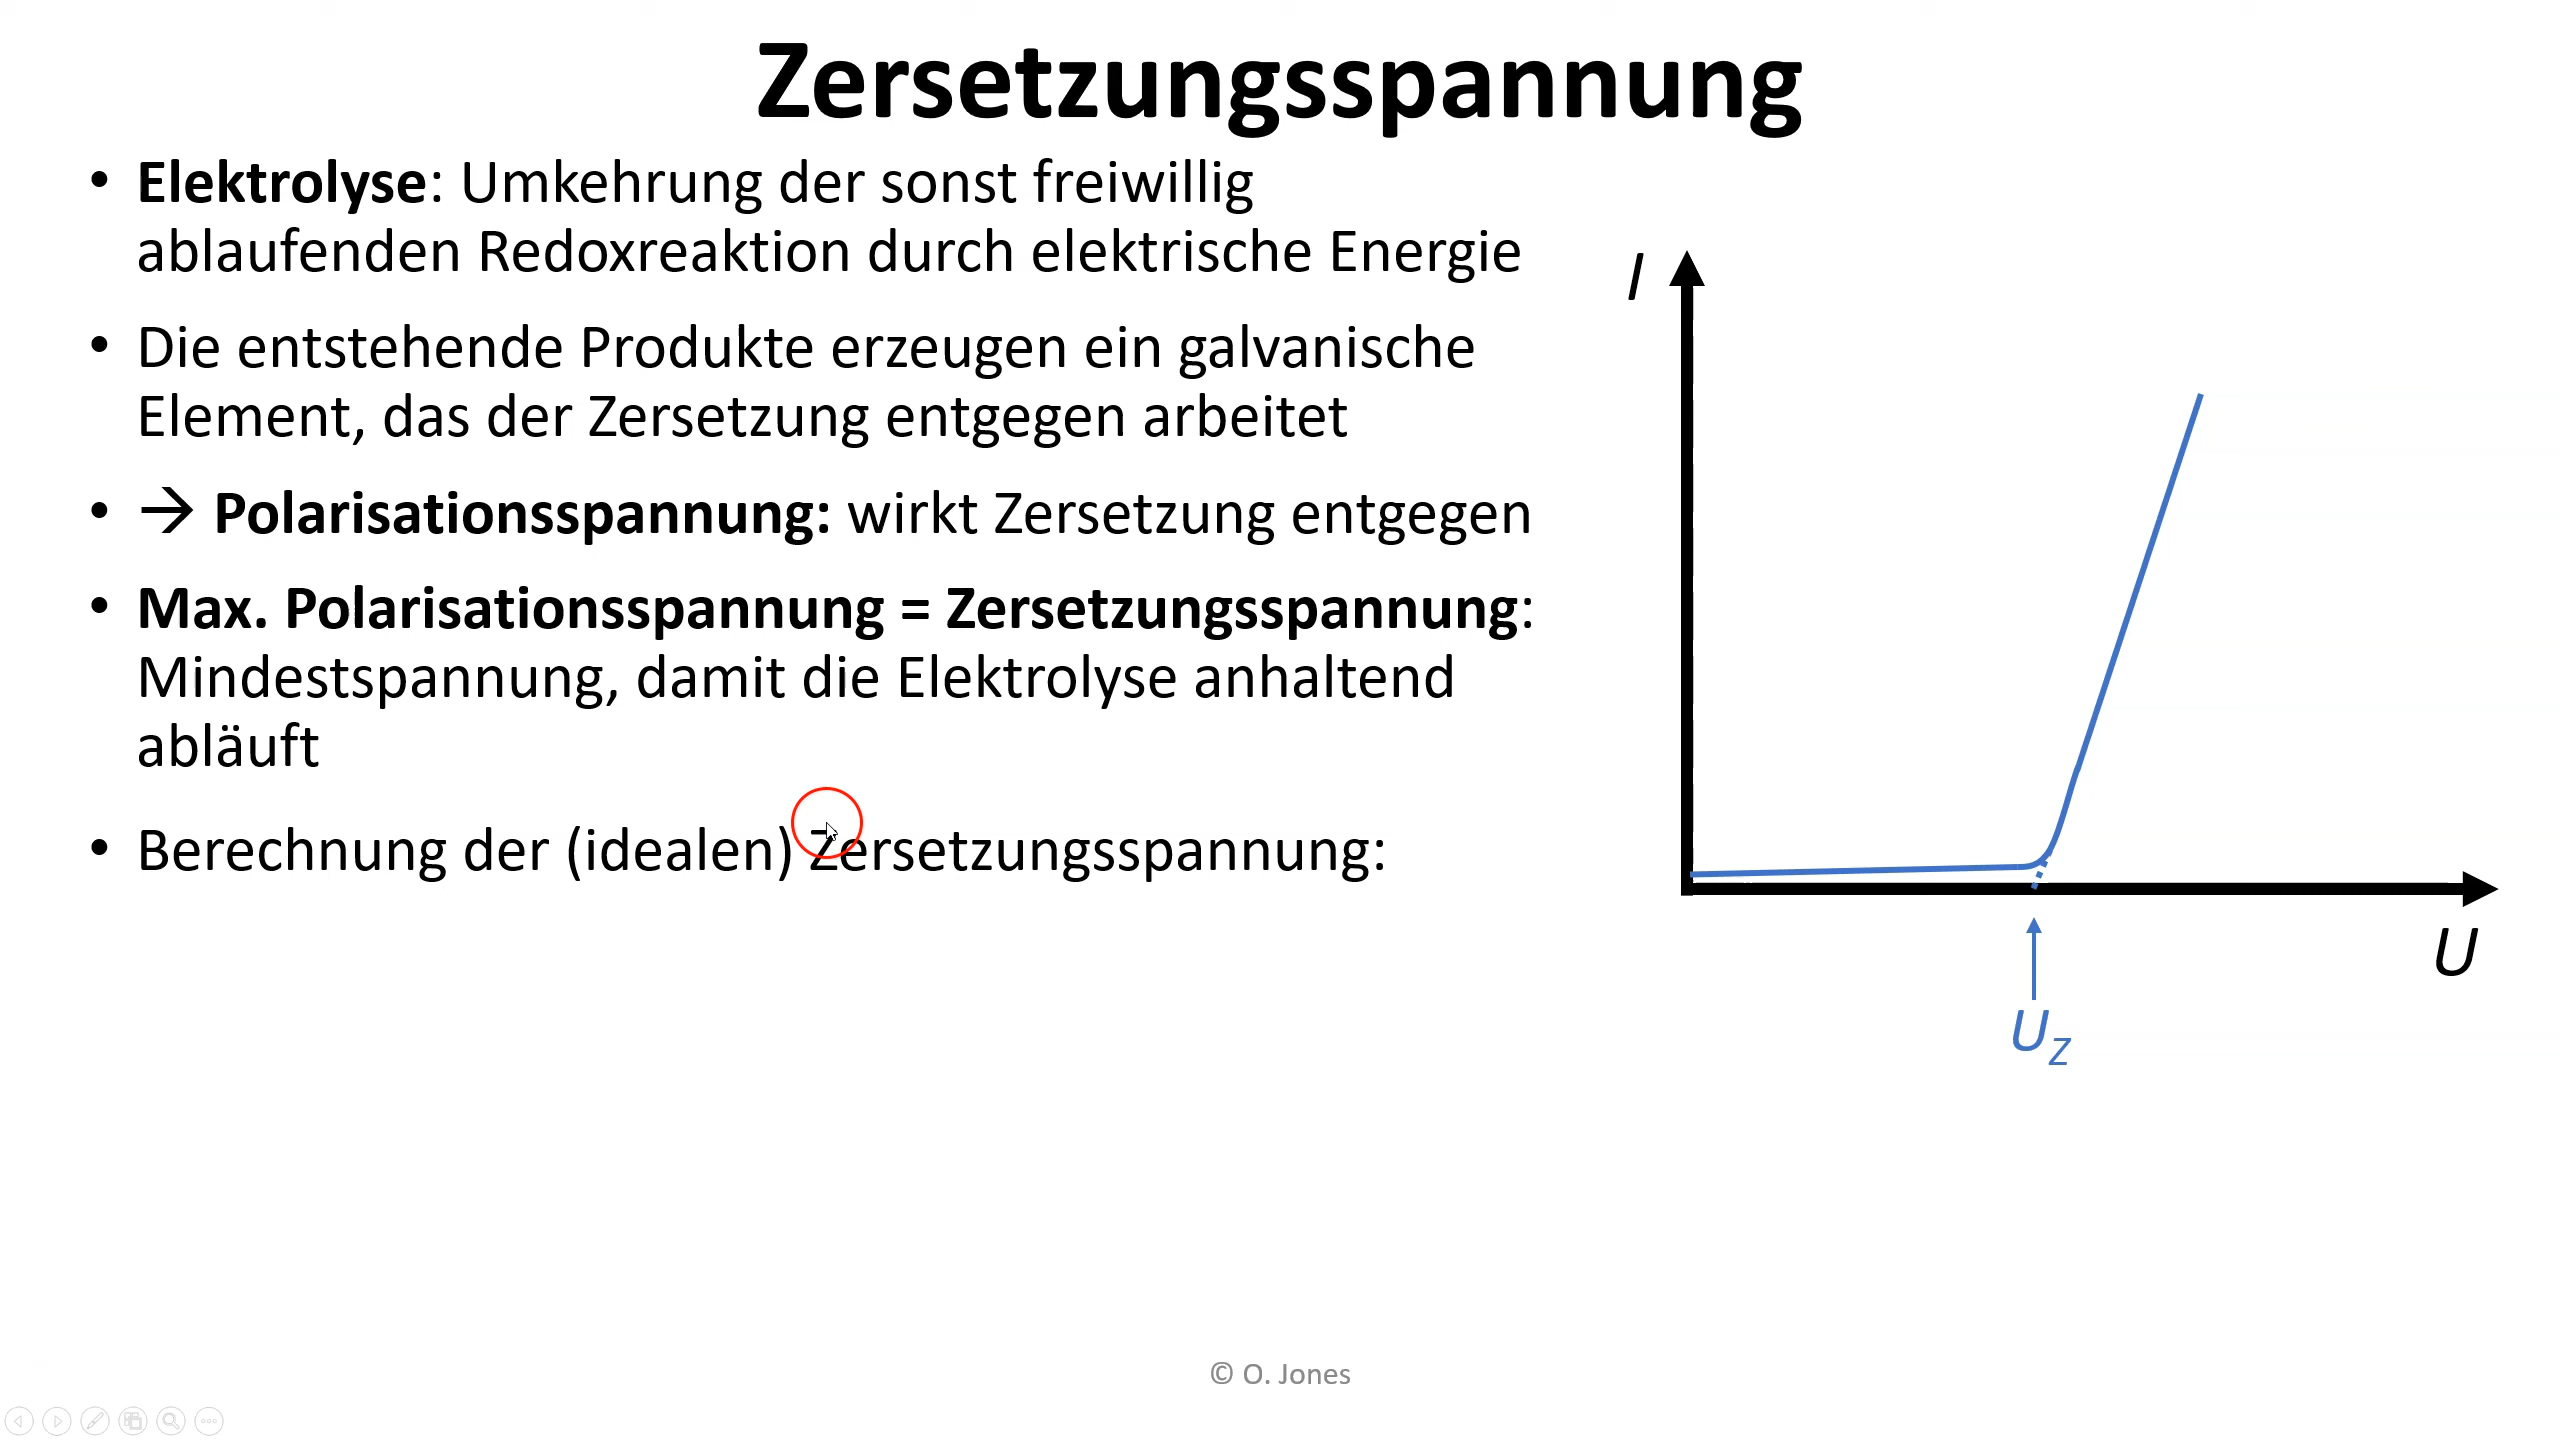 Zersetzungsspannung
• Elektrolyse: Umkehrung der sonst freiwillig
ablaufenden Redoxreaktion durch elektrische Energie
• Die entstehende Produkte erzeugen ein galvanische
Element, das der Zersetzung entgegen arbeitet
• → Polarisationsspannung: wirkt Zersetzung entgegen
• Max. Polarisationsspannung = Zersetzungsspannung:
Mindestspannung, damit die Elektrolyse anhaltend
abläuft
• Berechnung der (idealen) Zersetzungsspannung:
I
U
U_Z
© O. Jones